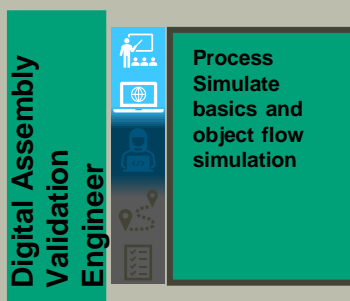 Digital Assembly
Validation
Engineer
Process
Simulate
basics and
object flow
simulation